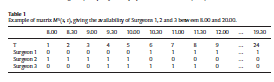 Table 1
Example of matrix Mᵈ(s, t), giving the availability of Surgeons 1, 2 and 3 between 8.00 and 20.00.
8.00 8.30 9.00 9.30 10.00 10.30 11.00 11.30 12.00 ... 19.30
T 1 2 3 4 5 6 7 8 9 ... 24
Surgeon 1 0 0 0 0 0 1 1 1 1 ... 1
Surgeon 2 1 1 1 1 1 0 0 0 0 ... 0
Surgeon 3 0 0 0 1 1 1 1 1 0 ... 0